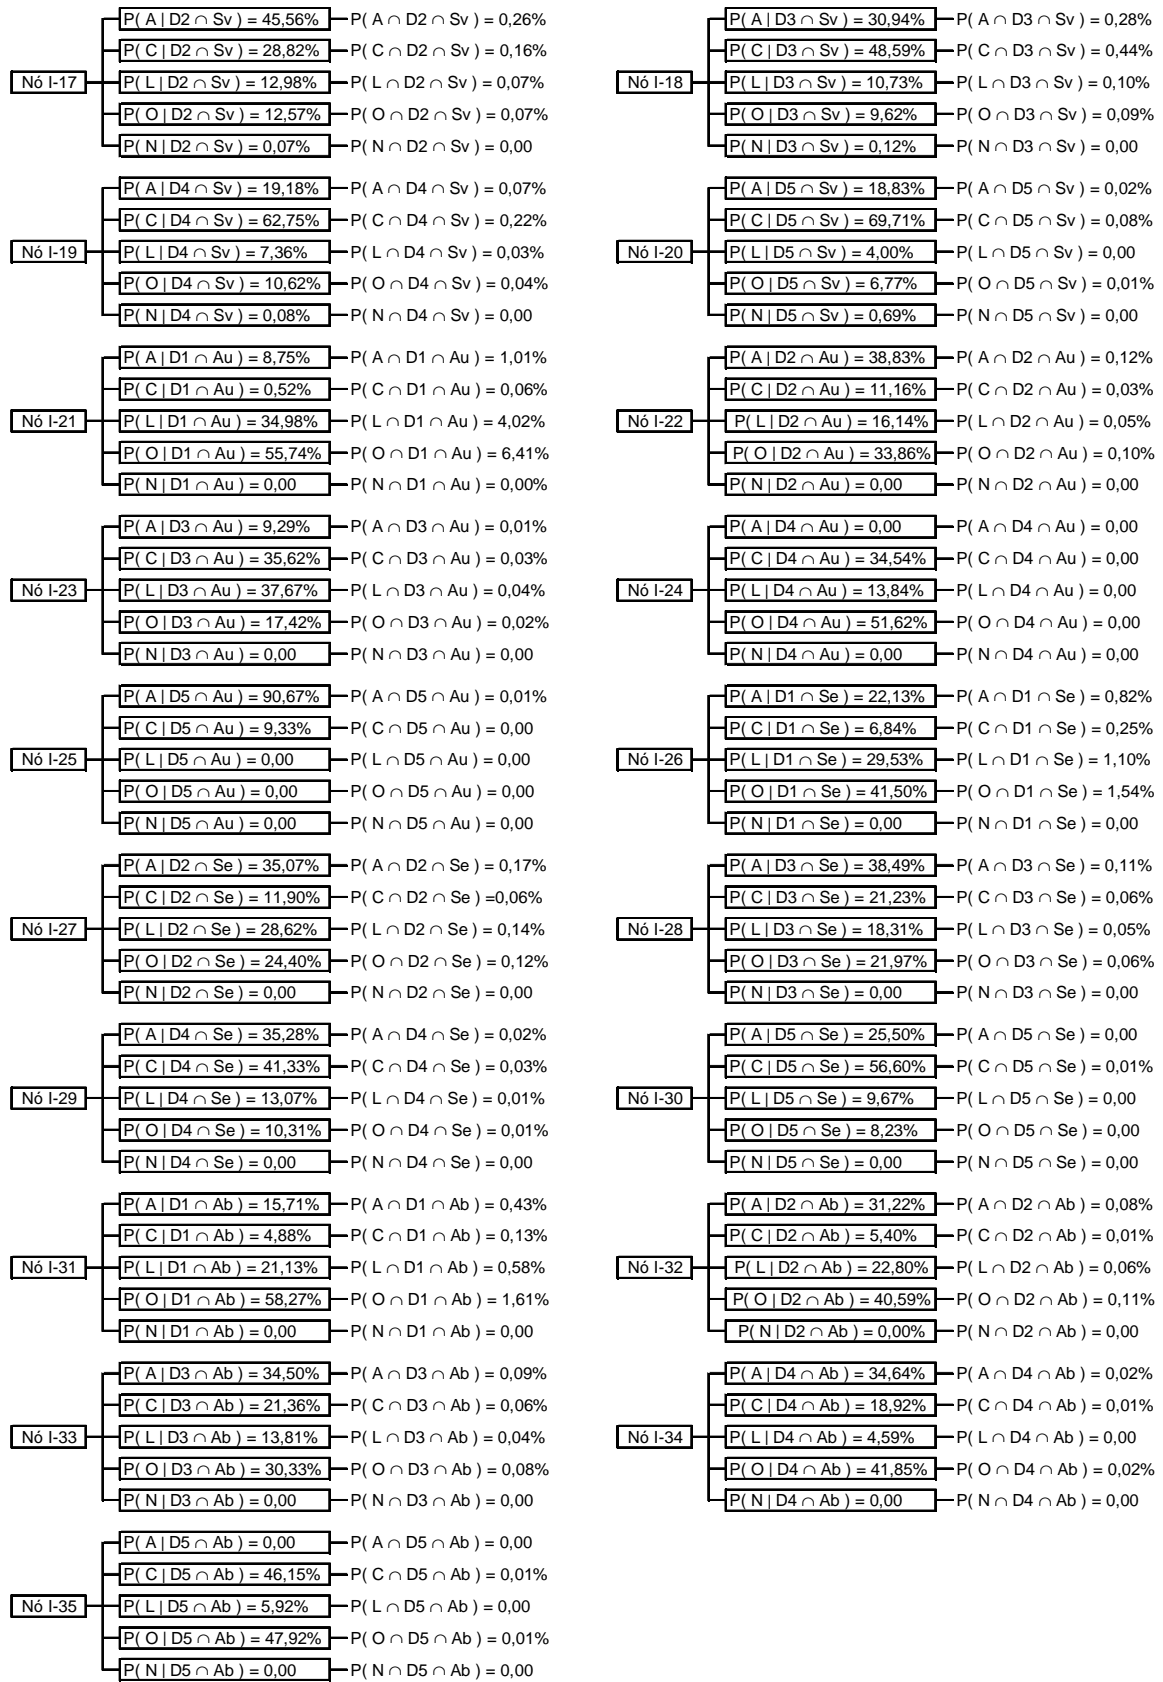 P( A | D2 ∩ Sv ) = 45,56% P( A ∩ D2 ∩ Sv ) = 0,26%
P( C | D2 ∩ Sv ) = 28,82% P( C ∩ D2 ∩ Sv ) = 0,16%
Nó I-17 P( L | D2 ∩ Sv ) = 12,98% P( L ∩ D2 ∩ Sv ) = 0,07%
P( O | D2 ∩ Sv ) = 12,57% P( O ∩ D2 ∩ Sv ) = 0,07%
P( N | D2 ∩ Sv ) = 0,07% P( N ∩ D2 ∩ Sv ) = 0,00
P( A | D3 ∩ Sv ) = 30,94% P( A ∩ D3 ∩ Sv ) = 0,28%
P( C | D3 ∩ Sv ) = 48,59% P( C ∩ D3 ∩ Sv ) = 0,44%
Nó I-18 P( L | D3 ∩ Sv ) = 10,73% P( L ∩ D3 ∩ Sv ) = 0,10%
P( O | D3 ∩ Sv ) = 9,62% P( O ∩ D3 ∩ Sv ) = 0,09%
P( N | D3 ∩ Sv ) = 0,12% P( N ∩ D3 ∩ Sv ) = 0,00
P( A | D4 ∩ Sv ) = 19,18% P( A ∩ D4 ∩ Sv ) = 0,07%
P( C | D4 ∩ Sv ) = 62,75% P( C ∩ D4 ∩ Sv ) = 0,22%
Nó I-19 P( L | D4 ∩ Sv ) = 7,36% P( L ∩ D4 ∩ Sv ) = 0,03%
P( O | D4 ∩ Sv ) = 10,62% P( O ∩ D4 ∩ Sv ) = 0,04%
P( N | D4 ∩ Sv ) = 0,08% P( N ∩ D4 ∩ Sv ) = 0,00
P( A | D5 ∩ Sv ) = 18,83% P( A ∩ D5 ∩ Sv ) = 0,02%
P( C | D5 ∩ Sv ) = 69,71% P( C ∩ D5 ∩ Sv ) = 0,08%
Nó I-20 P( L | D5 ∩ Sv ) = 4,00% P( L ∩ D5 ∩ Sv ) = 0,00
P( O | D5 ∩ Sv ) = 6,77% P( O ∩ D5 ∩ Sv ) = 0,01%
P( N | D5 ∩ Sv ) = 0,69% P( N ∩ D5 ∩ Sv ) = 0,00
P( A | D1 ∩ Au ) = 8,75% P( A ∩ D1 ∩ Au ) = 1,01%
P( C | D1 ∩ Au ) = 0,52% P( C ∩ D1 ∩ Au ) = 0,06%
Nó I-21 P( L | D1 ∩ Au ) = 34,98% P( L ∩ D1 ∩ Au ) = 4,02%
P( O | D1 ∩ Au ) = 55,74% P( O ∩ D1 ∩ Au ) = 6,41%
P( N | D1 ∩ Au ) = 0,00 P( N ∩ D1 ∩ Au ) = 0,00%
P( A | D2 ∩ Au ) = 38,83% P( A ∩ D2 ∩ Au ) = 0,12%
P( C | D2 ∩ Au ) = 11,16% P( C ∩ D2 ∩ Au ) = 0,03%
Nó I-22 P( L | D2 ∩ Au ) = 16,14% P( L ∩ D2 ∩ Au ) = 0,05%
P( O | D2 ∩ Au ) = 33,86% P( O ∩ D2 ∩ Au ) = 0,10%
P( N | D2 ∩ Au ) = 0,00 P( N ∩ D2 ∩ Au ) = 0,00
P( A | D3 ∩ Au ) = 9,29% P( A ∩ D3 ∩ Au ) = 0,01%
P( C | D3 ∩ Au ) = 35,62% P( C ∩ D3 ∩ Au ) = 0,03%
Nó I-23 P( L | D3 ∩ Au ) = 37,67% P( L ∩ D3 ∩ Au ) = 0,04%
P( O | D3 ∩ Au ) = 17,42% P( O ∩ D3 ∩ Au ) = 0,02%
P( N | D3 ∩ Au ) = 0,00 P( N ∩ D3 ∩ Au ) = 0,00
P( A | D4 ∩ Au ) = 0,00 P( A ∩ D4 ∩ Au ) = 0,00
P( C | D4 ∩ Au ) = 34,54% P( C ∩ D4 ∩ Au ) = 0,00
Nó I-24 P( L | D4 ∩ Au ) = 13,84% P( L ∩ D4 ∩ Au ) = 0,00
P( O | D4 ∩ Au ) = 51,62% P( O ∩ D4 ∩ Au ) = 0,00
P( N | D4 ∩ Au ) = 0,00 P( N ∩ D4 ∩ Au ) = 0,00
P( A | D5 ∩ Au ) = 90,67% P( A ∩ D5 ∩ Au ) = 0,01%
P( C | D5 ∩ Au ) = 9,33% P( C ∩ D5 ∩ Au ) = 0,00
Nó I-25 P( L | D5 ∩ Au ) = 0,00 P( L ∩ D5 ∩ Au ) = 0,00
P( O | D5 ∩ Au ) = 0,00 P( O ∩ D5 ∩ Au ) = 0,00
P( N | D5 ∩ Au ) = 0,00 P( N ∩ D5 ∩ Au ) = 0,00
P( A | D1 ∩ Se ) = 22,13% P( A ∩ D1 ∩ Se ) = 0,82%
P( C | D1 ∩ Se ) = 6,84% P( C ∩ D1 ∩ Se ) = 0,25%
Nó I-26 P( L | D1 ∩ Se ) = 29,53% P( L ∩ D1 ∩ Se ) = 1,10%
P( O | D1 ∩ Se ) = 41,50% P( O ∩ D1 ∩ Se ) = 1,54%
P( N | D1 ∩ Se ) = 0,00 P( N ∩ D1 ∩ Se ) = 0,00
P( A | D2 ∩ Se ) = 35,07% P( A ∩ D2 ∩ Se ) = 0,17%
P( C | D2 ∩ Se ) = 11,90% P( C ∩ D2 ∩ Se ) =0,06%
Nó I-27 P( L | D2 ∩ Se ) = 28,62% P( L ∩ D2 ∩ Se ) = 0,14%
P( O | D2 ∩ Se ) = 24,40% P( O ∩ D2 ∩ Se ) = 0,12%
P( N | D2 ∩ Se ) = 0,00 P( N ∩ D2 ∩ Se ) = 0,00
P( A | D3 ∩ Se ) = 38,49% P( A ∩ D3 ∩ Se ) = 0,11%
P( C | D3 ∩ Se ) = 21,23% P( C ∩ D3 ∩ Se ) = 0,06%
Nó I-28 P( L | D3 ∩ Se ) = 18,31% P( L ∩ D3 ∩ Se ) = 0,05%
P( O | D3 ∩ Se ) = 21,97% P( O ∩ D3 ∩ Se ) = 0,06%
P( N | D3 ∩ Se ) = 0,00 P( N ∩ D3 ∩ Se ) = 0,00
P( A | D4 ∩ Se ) = 35,28% P( A ∩ D4 ∩ Se ) = 0,02%
P( C | D4 ∩ Se ) = 41,33% P( C ∩ D4 ∩ Se ) = 0,03%
Nó I-29 P( L | D4 ∩ Se ) = 13,07% P( L ∩ D4 ∩ Se ) = 0,01%
P( O | D4 ∩ Se ) = 10,31% P( O ∩ D4 ∩ Se ) = 0,01%
P( N | D4 ∩ Se ) = 0,00 P( N ∩ D4 ∩ Se ) = 0,00
P( A | D5 ∩ Se ) = 25,50% P( A ∩ D5 ∩ Se ) = 0,00
P( C | D5 ∩ Se ) = 56,60% P( C ∩ D5 ∩ Se ) = 0,01%
Nó I-30 P( L | D5 ∩ Se ) = 9,67% P( L ∩ D5 ∩ Se ) = 0,00
P( O | D5 ∩ Se ) = 8,23% P( O ∩ D5 ∩ Se ) = 0,00
P( N | D5 ∩ Se ) = 0,00 P( N ∩ D5 ∩ Se ) = 0,00
P( A | D1 ∩ Ab ) = 15,71% P( A ∩ D1 ∩ Ab ) = 0,43%
P( C | D1 ∩ Ab ) = 4,88% P( C ∩ D1 ∩ Ab ) = 0,13%
Nó I-31 P( L | D1 ∩ Ab ) = 21,13% P( L ∩ D1 ∩ Ab ) = 0,58%
P( O | D1 ∩ Ab ) = 58,27% P( O ∩ D1 ∩ Ab ) = 1,61%
P( N | D1 ∩ Ab ) = 0,00 P( N ∩ D1 ∩ Ab ) = 0,00
P( A | D2 ∩ Ab ) = 31,22% P( A ∩ D2 ∩ Ab ) = 0,08%
P( C | D2 ∩ Ab ) = 5,40% P( C ∩ D2 ∩ Ab ) = 0,01%
Nó I-32 P( L | D2 ∩ Ab ) = 22,80% P( L ∩ D2 ∩ Ab ) = 0,06%
P( O | D2 ∩ Ab ) = 40,59% P( O ∩ D2 ∩ Ab ) = 0,11%
P( N | D2 ∩ Ab ) = 0,00% P( N ∩ D2 ∩ Ab ) = 0,00
P( A | D3 ∩ Ab ) = 34,50% P( A ∩ D3 ∩ Ab ) = 0,09%
P( C | D3 ∩ Ab ) = 21,36% P( C ∩ D3 ∩ Ab ) = 0,06%
Nó I-33 P( L | D3 ∩ Ab ) = 13,81% P( L ∩ D3 ∩ Ab ) = 0,04%
P( O | D3 ∩ Ab ) = 30,33% P( O ∩ D3 ∩ Ab ) = 0,08%
P( N | D3 ∩ Ab ) = 0,00 P( N ∩ D3 ∩ Ab ) = 0,00
P( A | D4 ∩ Ab ) = 34,64% P( A ∩ D4 ∩ Ab ) = 0,02%
P( C | D4 ∩ Ab ) = 18,92% P( C ∩ D4 ∩ Ab ) = 0,01%
Nó I-34 P( L | D4 ∩ Ab ) = 4,59% P( L ∩ D4 ∩ Ab ) = 0,00
P( O | D4 ∩ Ab ) = 41,85% P( O ∩ D4 ∩ Ab ) = 0,02%
P( N | D4 ∩ Ab ) = 0,00 P( N ∩ D4 ∩ Ab ) = 0,00
P( A | D5 ∩ Ab ) = 0,00 P( A ∩ D5 ∩ Ab ) = 0,00
P( C | D5 ∩ Ab ) = 46,15% P( C ∩ D5 ∩ Ab ) = 0,01%
Nó I-35 P( L | D5 ∩ Ab ) = 5,92% P( L ∩ D5 ∩ Ab ) = 0,00
P( O | D5 ∩ Ab ) = 47,92% P( O ∩ D5 ∩ Ab ) = 0,01%
P( N | D5 ∩ Ab ) = 0,00 P( N ∩ D5 ∩ Ab ) = 0,00